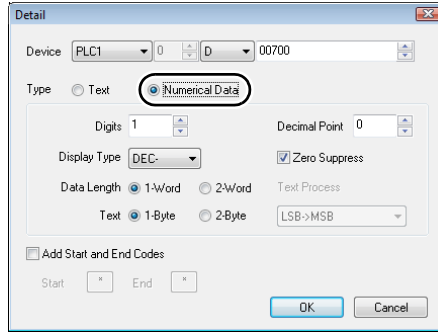 Detail
Device PLC1 0 D 00700
Type Text Numerical Data
Digits 1 Decimal Point 0
Display Type DEC- Zero Suppress
Data Length 1-Word 2-Word Text Process
Text 1-Byte 2-Byte LSB->MSB
Add Start and End Codes
Start * End *
OK Cancel